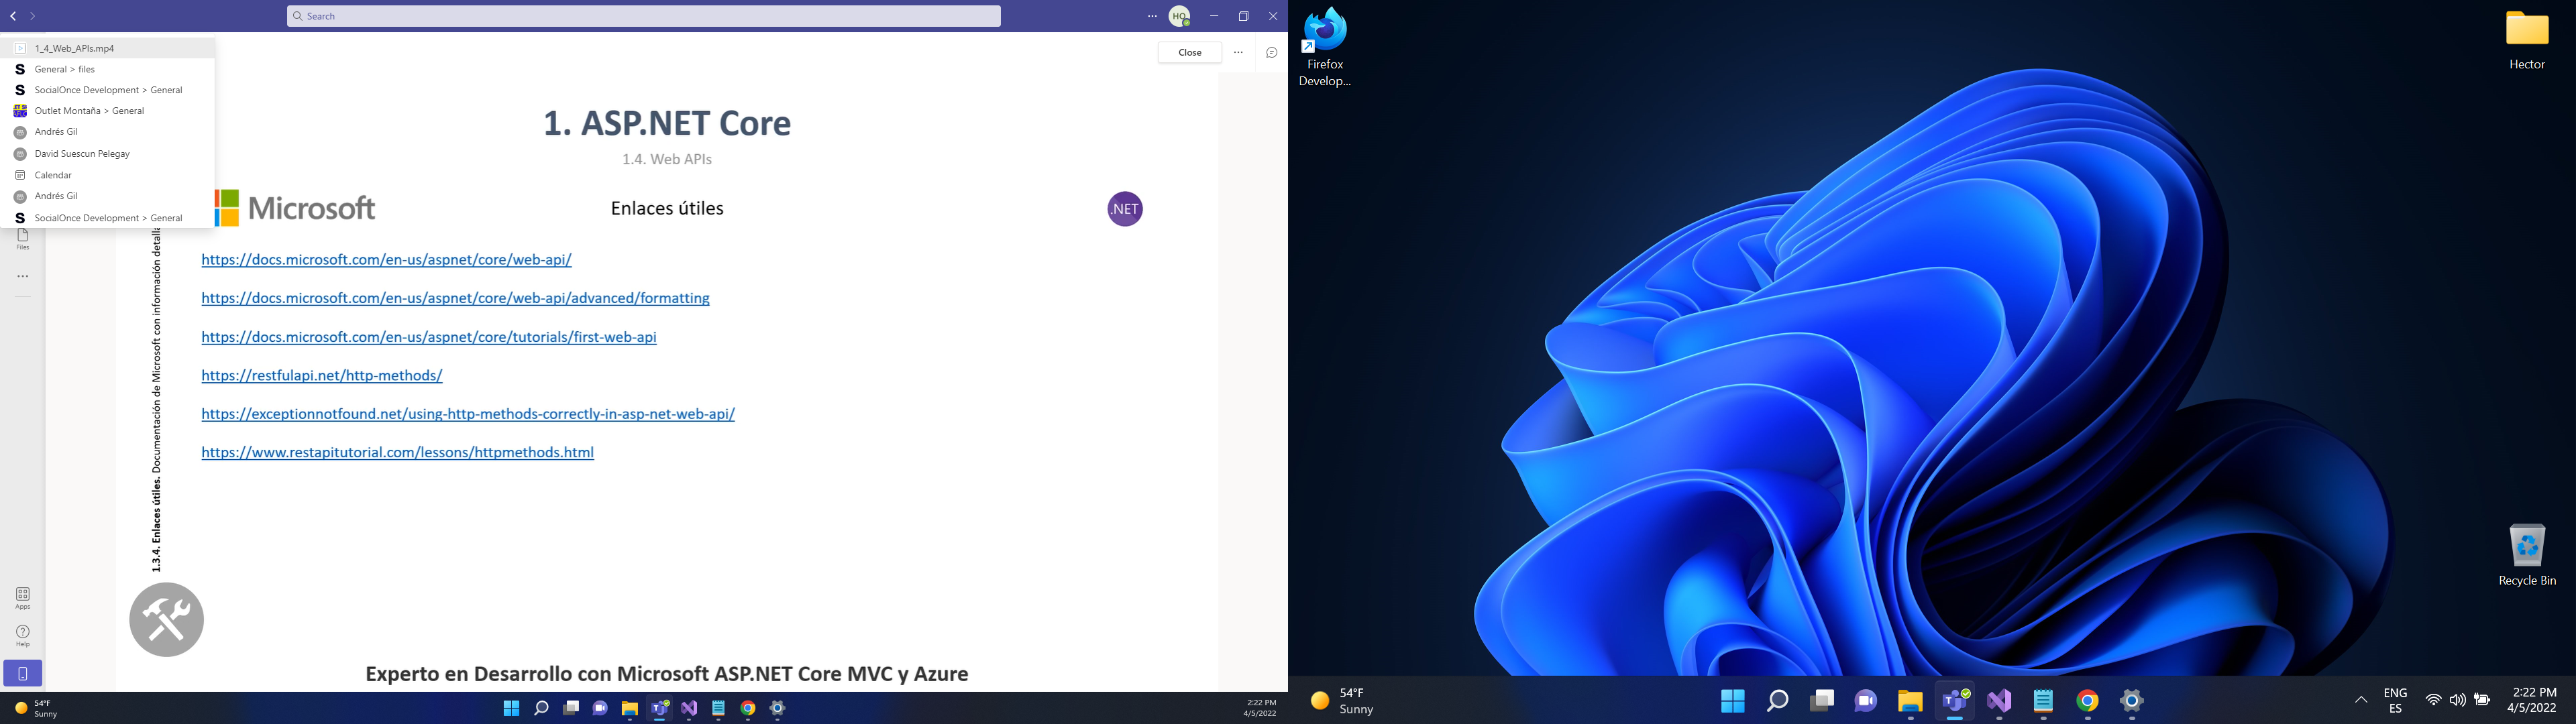 Search
HO
1_4_Web_APIs.mp4
General > files
SocialOnce Development > General
Outlet Montaña > General
Andrés Gil
David Suescun Pelegay
Calendar
Andrés Gil
SocialOnce Development > General
Files
Apps
Help
Close
1. ASP.NET Core
1.4. Web APIs
Microsoft
Enlaces útiles
.NET
https://docs.microsoft.com/en-us/aspnet/core/web-api/
https://docs.microsoft.com/en-us/aspnet/core/web-api/advanced/formatting
https://docs.microsoft.com/en-us/aspnet/core/tutorials/first-web-api
https://restfulapi.net/http-methods/
https://exceptionnotfound.net/using-http-methods-correctly-in-asp-net-web-api/
https://www.restapitutorial.com/lessons/httpmethods.html
1.3.4. Enlaces útiles. Documentación de Microsoft con información
Experto en Desarrollo con Microsoft ASP.NET Core MVC y Azure
54°F
Sunny
2:22 PM
4/5/2022
Firefox
Develop...
Hector
Recycle Bin
54°F
Sunny
ENG
ES
2:22 PM
4/5/2022